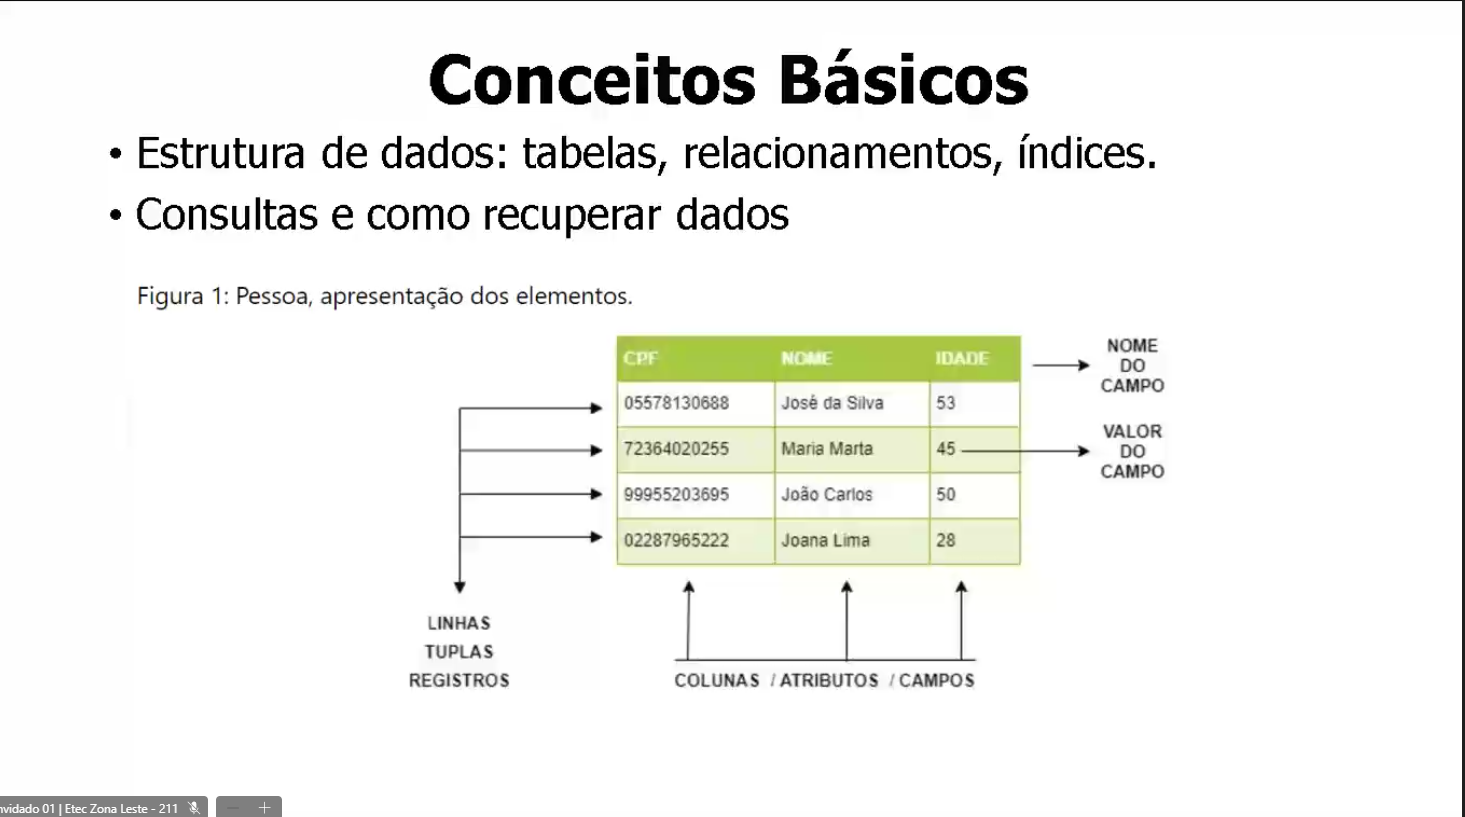 Conceitos Básicos
• Estrutura de dados: tabelas, relacionamentos, índices.
• Consultas e como recuperar dados
Figura 1: Pessoa, apresentação dos elementos.
CPF NOME IDADE
05578130688 José da Silva 53
72364020255 Maria Marta 45
99955203695 João Carlos 50
02287965222 Joana Lima 28
NOME
DO
CAMPO
VALOR
DO
CAMPO
LINHAS
TUPLAS
REGISTROS
COLUNAS / ATRIBUTOS / CAMPOS
nvidado 01 | Etec Zona Leste - 211